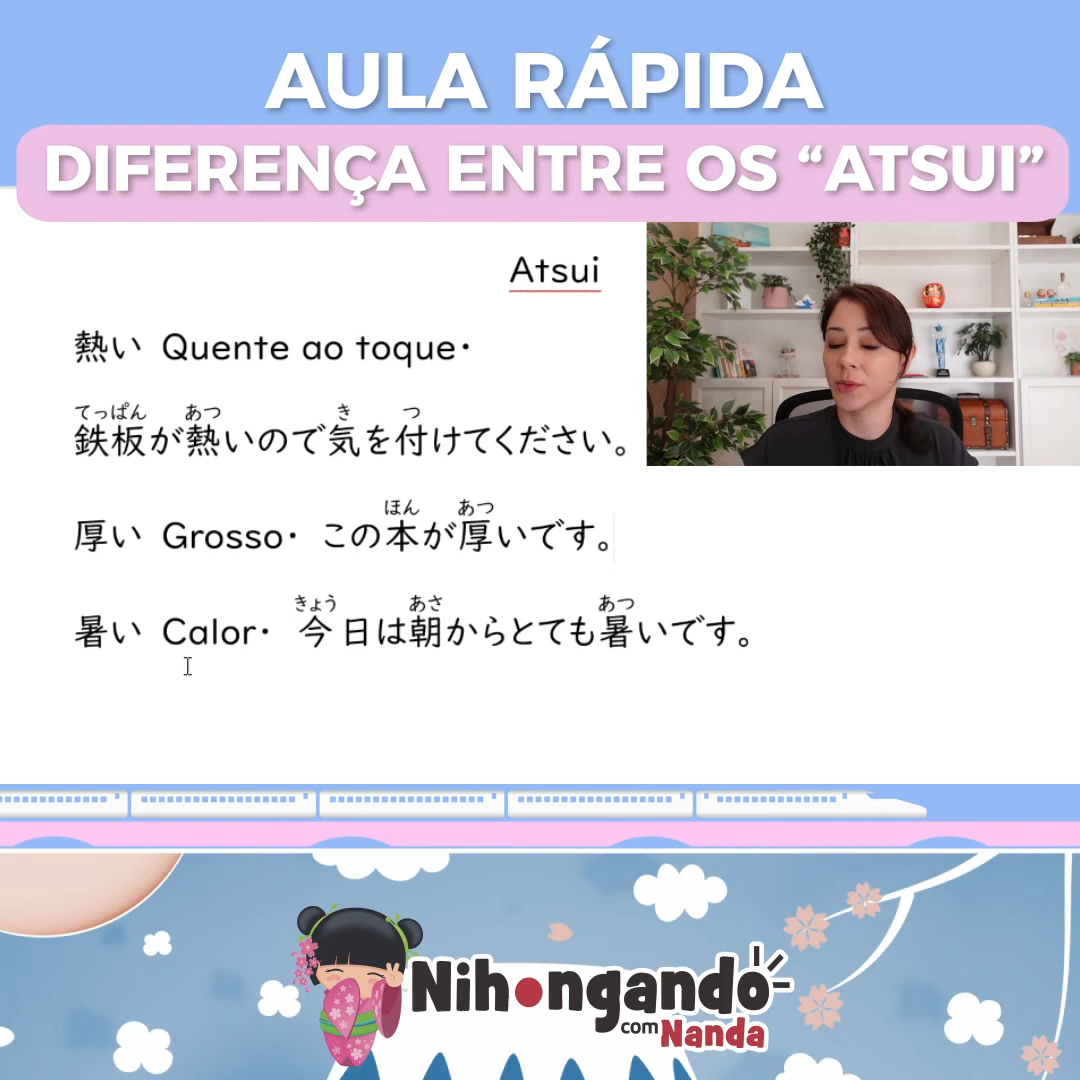 AULA RÁPIDA
DIFERENÇA ENTRE OS “ATSUI”
Atsui
熱い Quente ao toque・
てっぱん あつ き つ
鉄板が熱いので気を付けてください。
ほん あつ
厚い Grosso・ この本が厚いです。
きょう あさ あつ
暑い Calor・ 今日は朝からとても暑いです。
Nihongando
com Nanda